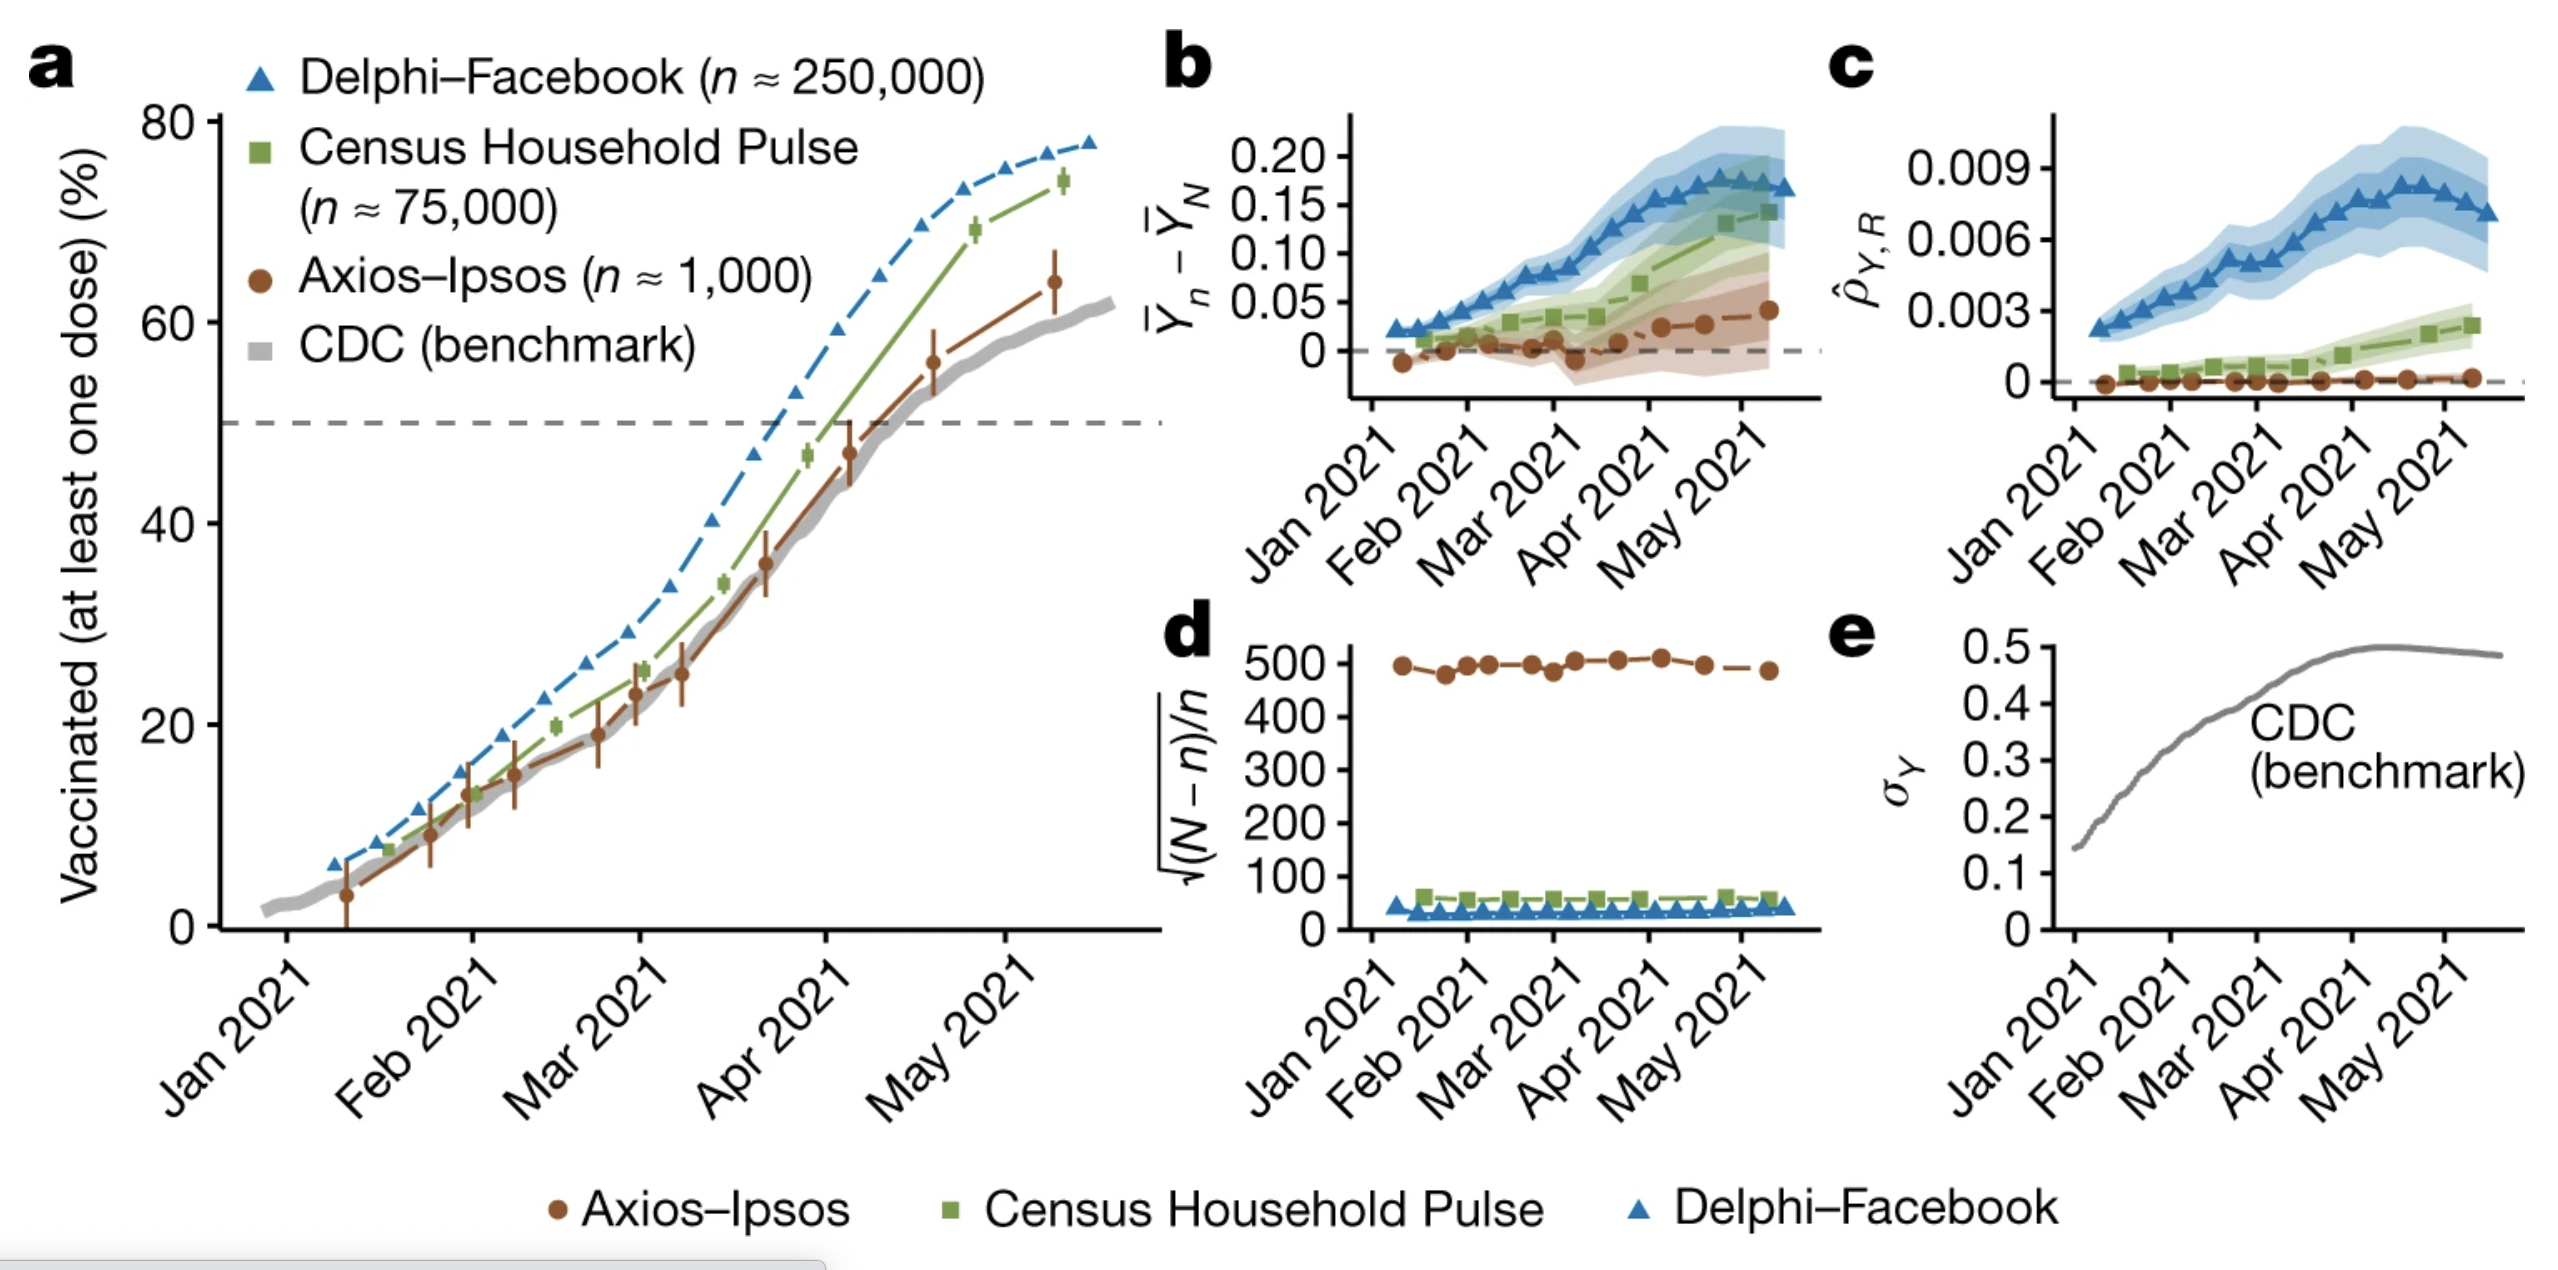 a
Delphi–Facebook (n ≈ 250,000)
Census Household Pulse
(n ≈ 75,000)
Axios–Ipsos (n ≈ 1,000)
CDC (benchmark)
Vaccinated (at least one dose) (%)
80
60
40
20
0
Jan 2021
Feb 2021
Mar 2021
Apr 2021
May 2021
b
Y̅n – Y̅N
0.20
0.15
0.10
0.05
0
Jan 2021
Feb 2021
Mar 2021
Apr 2021
May 2021
c
ρ̂Y, R
0.009
0.006
0.003
0
Jan 2021
Feb 2021
Mar 2021
Apr 2021
May 2021
d
√(N – n)/n
500
400
300
200
100
0
Jan 2021
Feb 2021
Mar 2021
Apr 2021
May 2021
e
σY
0.5
0.4
0.3
0.2
0.1
0
CDC
(benchmark)
Jan 2021
Feb 2021
Mar 2021
Apr 2021
May 2021
Axios–Ipsos
Census Household Pulse
Delphi–Facebook